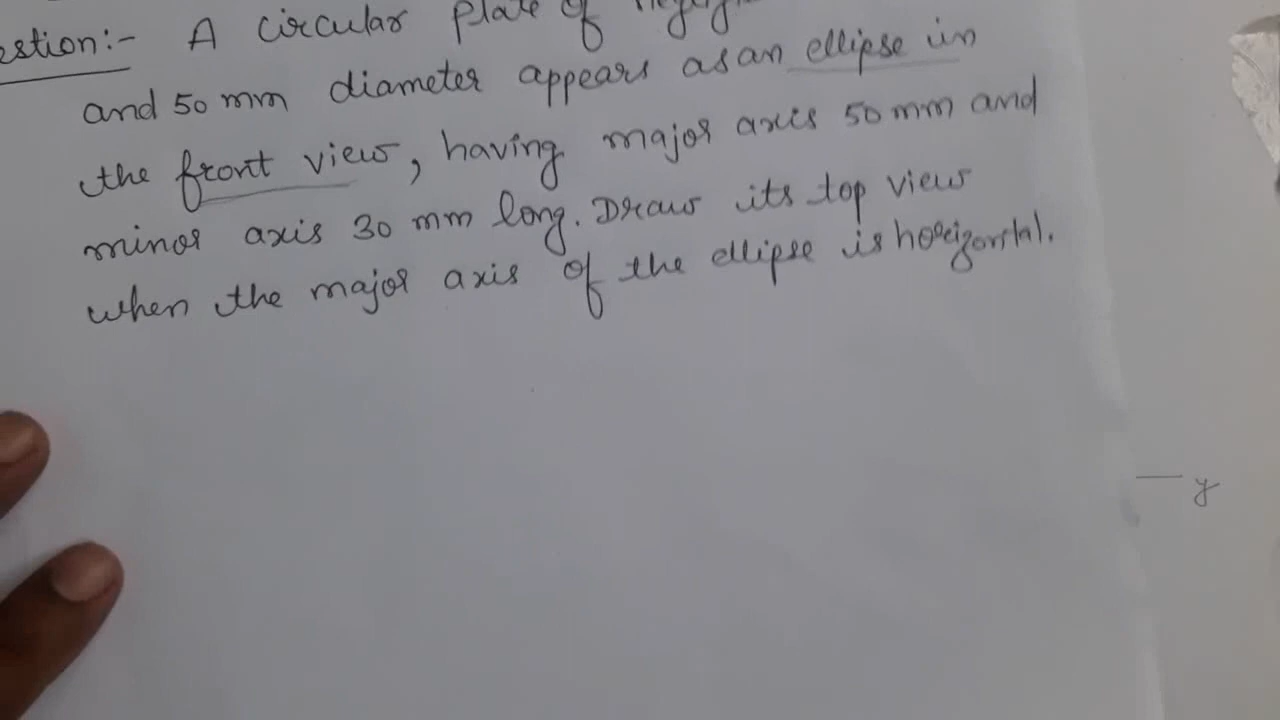 estion:- A circular plate of
and 50 mm diameter appears as an ellipse in
the front view, having major axis 50 mm and
minor axis 30 mm long. Draw its top view
when the major axis of the ellipse is horizontal.
y